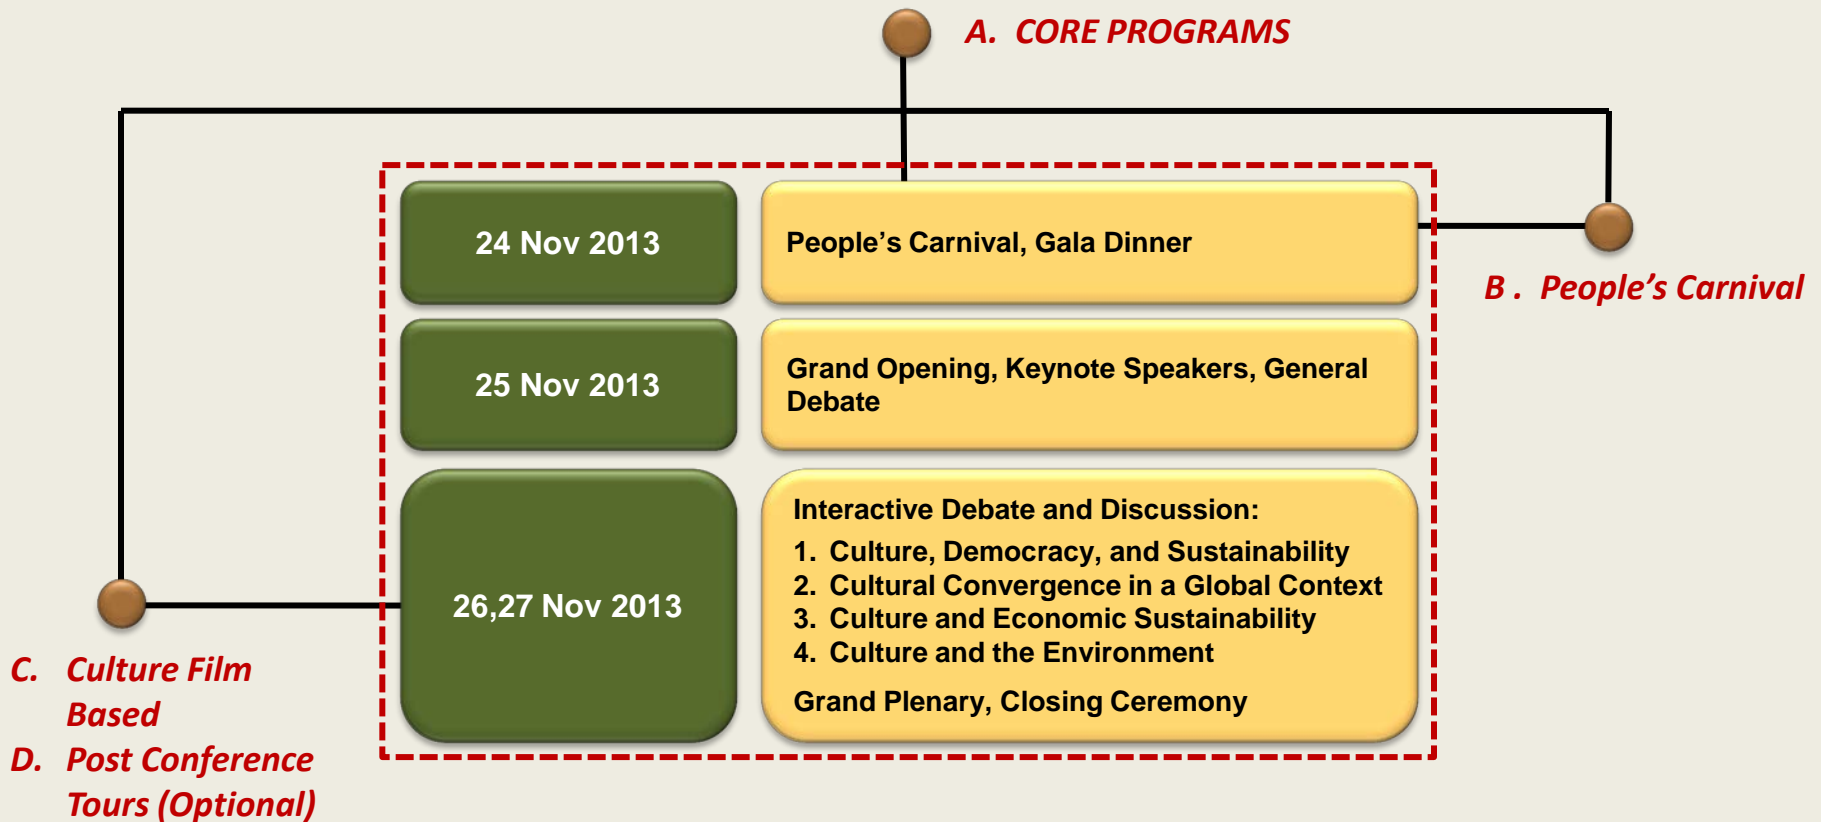 A. CORE PROGRAMS
24 Nov 2013
People’s Carnival, Gala Dinner
B . People’s Carnival
25 Nov 2013
Grand Opening, Keynote Speakers, General
Debate
26,27 Nov 2013
Interactive Debate and Discussion:
1. Culture, Democracy, and Sustainability
2. Cultural Convergence in a Global Context
3. Culture and Economic Sustainability
4. Culture and the Environment
Grand Plenary, Closing Ceremony
C. Culture Film
Based
D. Post Conference
Tours (Optional)